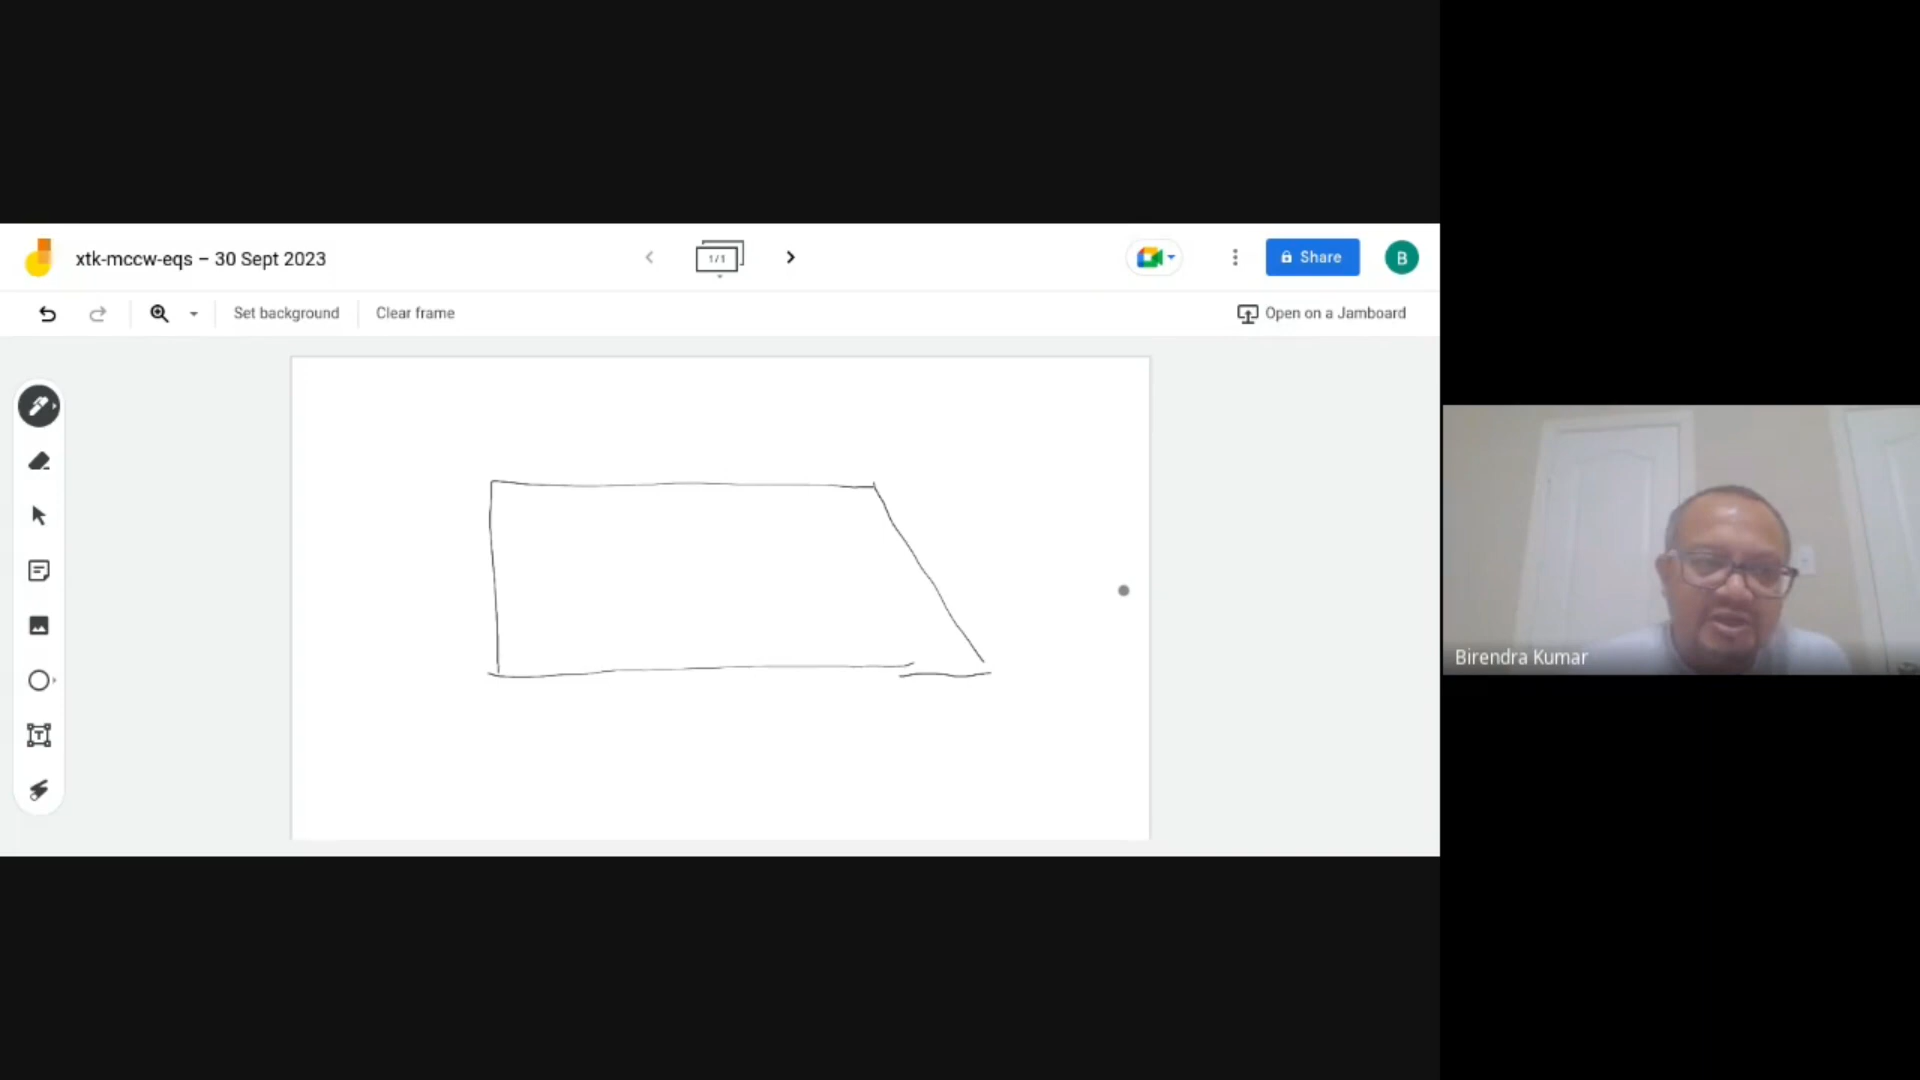 xtk-mccw-eqs – 30 Sept 2023
1/1
Share
B
Set background
Clear frame
Open on a Jamboard
T
Birendra Kumar